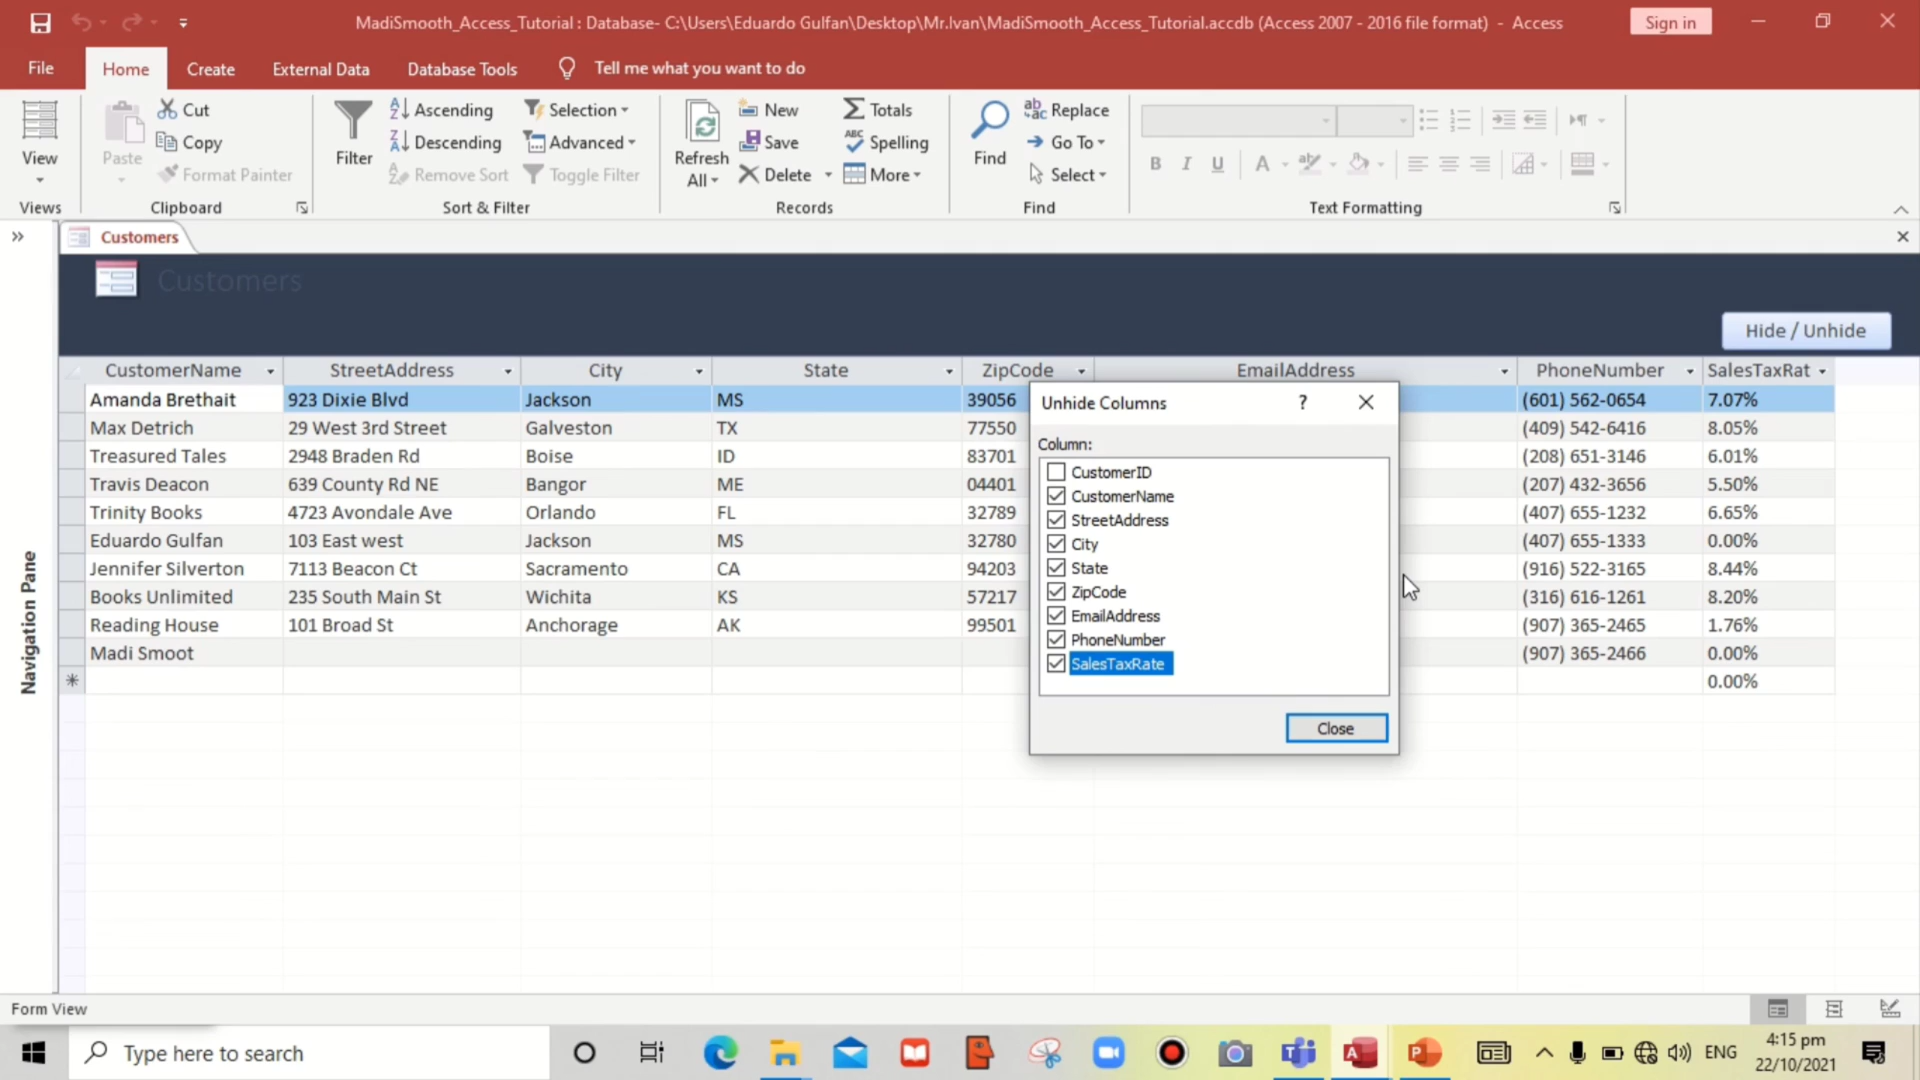 MadiSmooth_Access_Tutorial : Database- C:\Users\Eduardo Gulfan\Desktop\Mr.Ivan\MadiSmooth_Access_Tutorial.accdb (Access 2007 - 2016 file format) - Access
Sign in
File
Home
Create
External Data
Database Tools
Tell me what you want to do
View
Views
Paste
Cut
Copy
Format Painter
Clipboard
Filter
Ascending
Descending
Remove Sort
Selection
Advanced
Toggle Filter
Sort & Filter
Refresh
All
New
Save
Delete
Totals
Spelling
More
Records
Find
Replace
Go To
Select
Find
B I U A
Text Formatting
Customers
Customers
Hide / Unhide
Navigation Pane
CustomerName StreetAddress City State ZipCode EmailAddress PhoneNumber SalesTaxRat
Amanda Brethait 923 Dixie Blvd Jackson MS 39056 (601) 562-0654 7.07%
Max Detrich 29 West 3rd Street Galveston TX 77550 (409) 542-6416 8.05%
Treasured Tales 2948 Braden Rd Boise ID 83701 (208) 651-3146 6.01%
Travis Deacon 639 County Rd NE Bangor ME 04401 (207) 432-3656 5.50%
Trinity Books 4723 Avondale Ave Orlando FL 32789 (407) 655-1232 6.65%
Eduardo Gulfan 103 East west Jackson MS 32780 (407) 655-1333 0.00%
Jennifer Silverton 7113 Beacon Ct Sacramento CA 94203 (916) 522-3165 8.44%
Books Unlimited 235 South Main St Wichita KS 57217 (316) 616-1261 8.20%
Reading House 101 Broad St Anchorage AK 99501 (907) 365-2465 1.76%
Madi Smoot (907) 365-2466 0.00%
0.00%
Unhide Columns
?
Column:
CustomerID
CustomerName
StreetAddress
City
State
ZipCode
EmailAddress
PhoneNumber
SalesTaxRate
Close
Form View
Type here to search
ENG
4:15 pm
22/10/2021